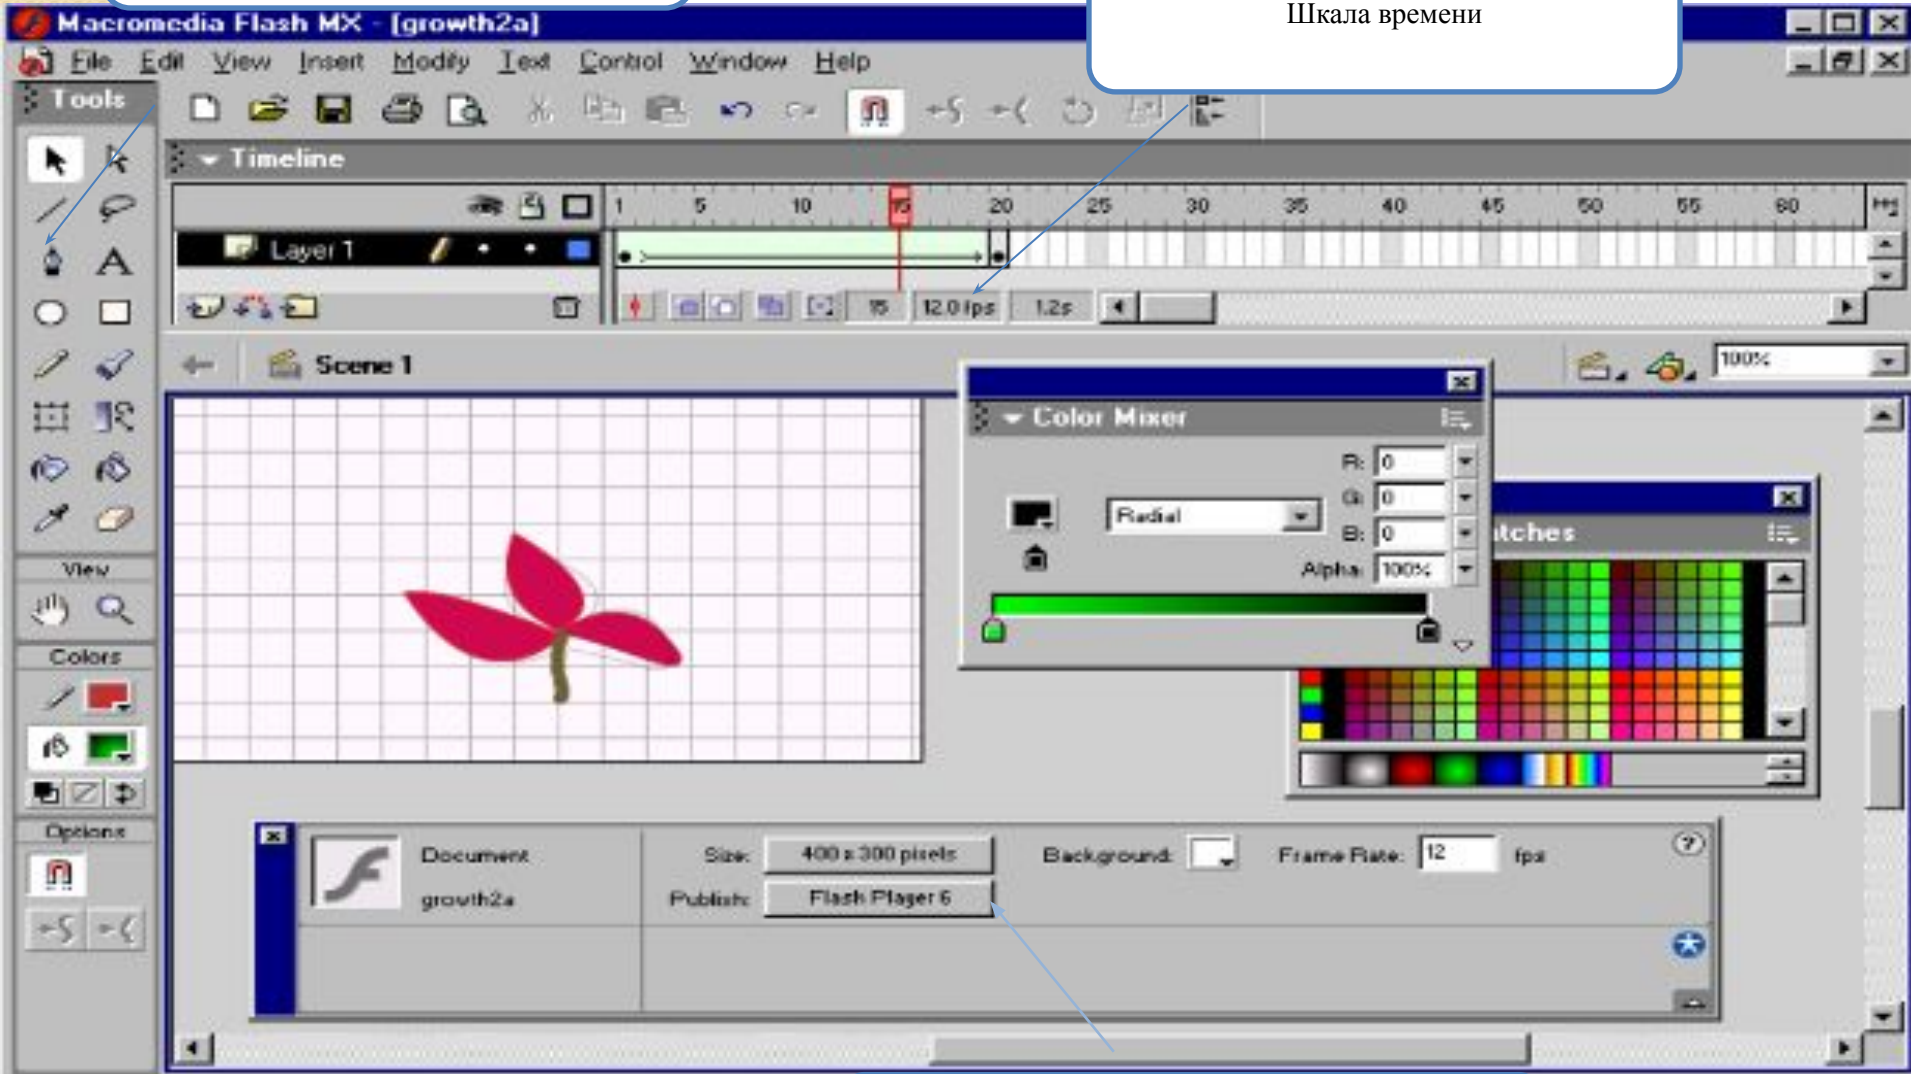 Шкала времени
Macromedia Flash MX - [growth2a]
File Edit View Insert Modify Text Control Window Help
Tools
Timeline
1 5 10 15 20 25 30 35 40 45 50 55 60
Layer 1
15 12.0 fps 1.2s
Scene 1
100%
Color Mixer
R: 0
G: 0
Radial
B: 0
Alpha: 100%
tches
View
Colors
Options
Document
Size: 400 x 300 pixels
Background:
Frame Rate: 12 fps
growth2a
Publish: Flash Player 6